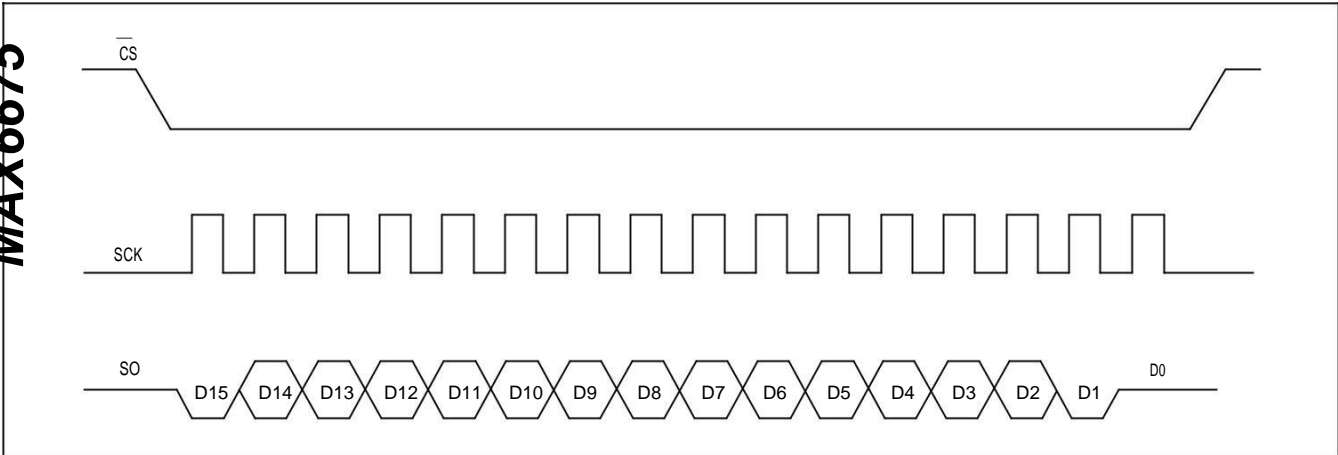 MAX6675
CS
SCK
SO
D15 D14 D13 D12 D11 D10 D9 D8 D7 D6 D5 D4 D3 D2 D1 D0